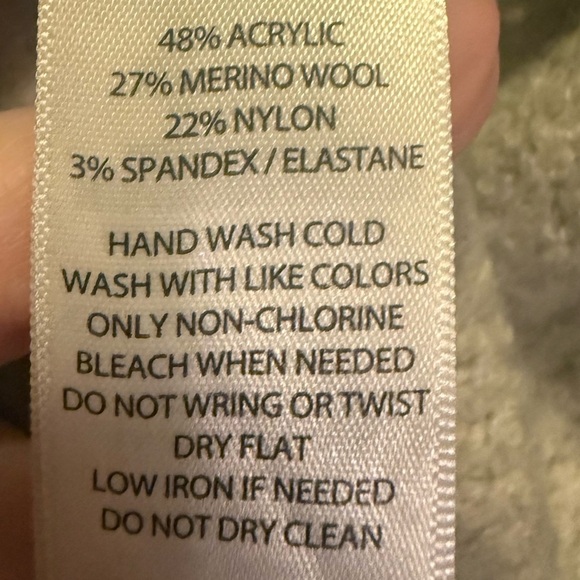 48% ACRYLIC
27% MERINO WOOL
22% NYLON
3% SPANDEX / ELASTANE
HAND WASH COLD
WASH WITH LIKE COLORS
ONLY NON-CHLORINE
BLEACH WHEN NEEDED
DO NOT WRING OR TWIST
DRY FLAT
LOW IRON IF NEEDED
DO NOT DRY CLEAN